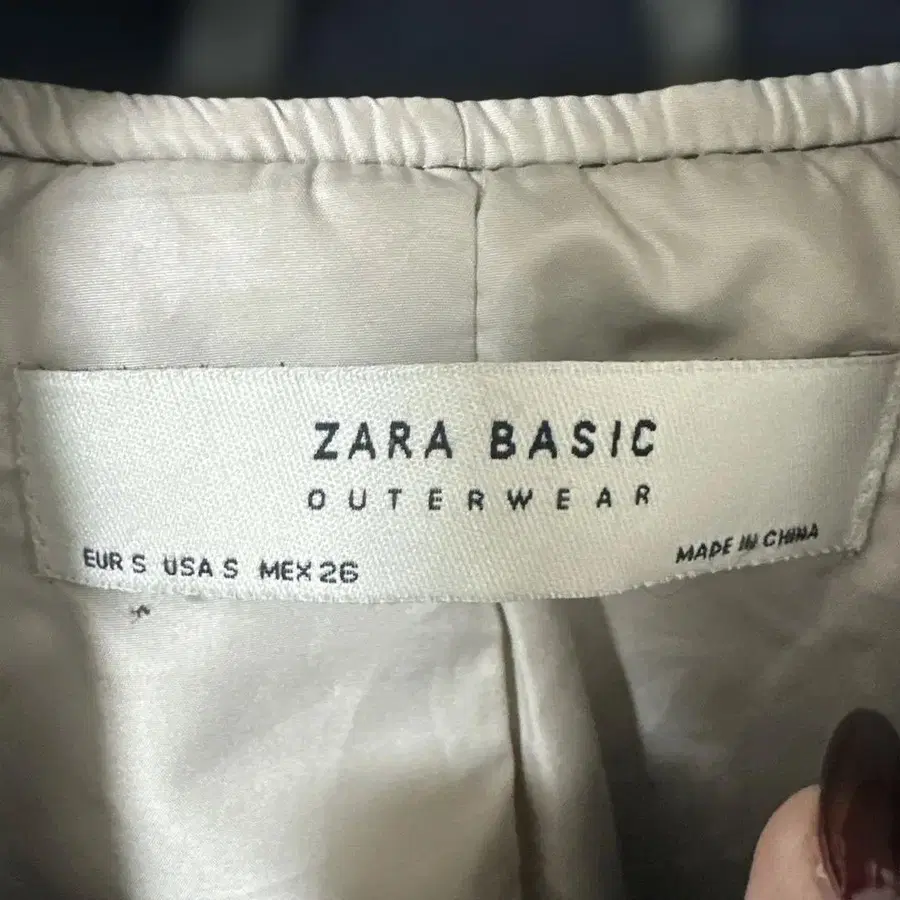 ZARA BASIC
OUTERWEAR
EUR S USA S MEX 26
MADE IN CHINA